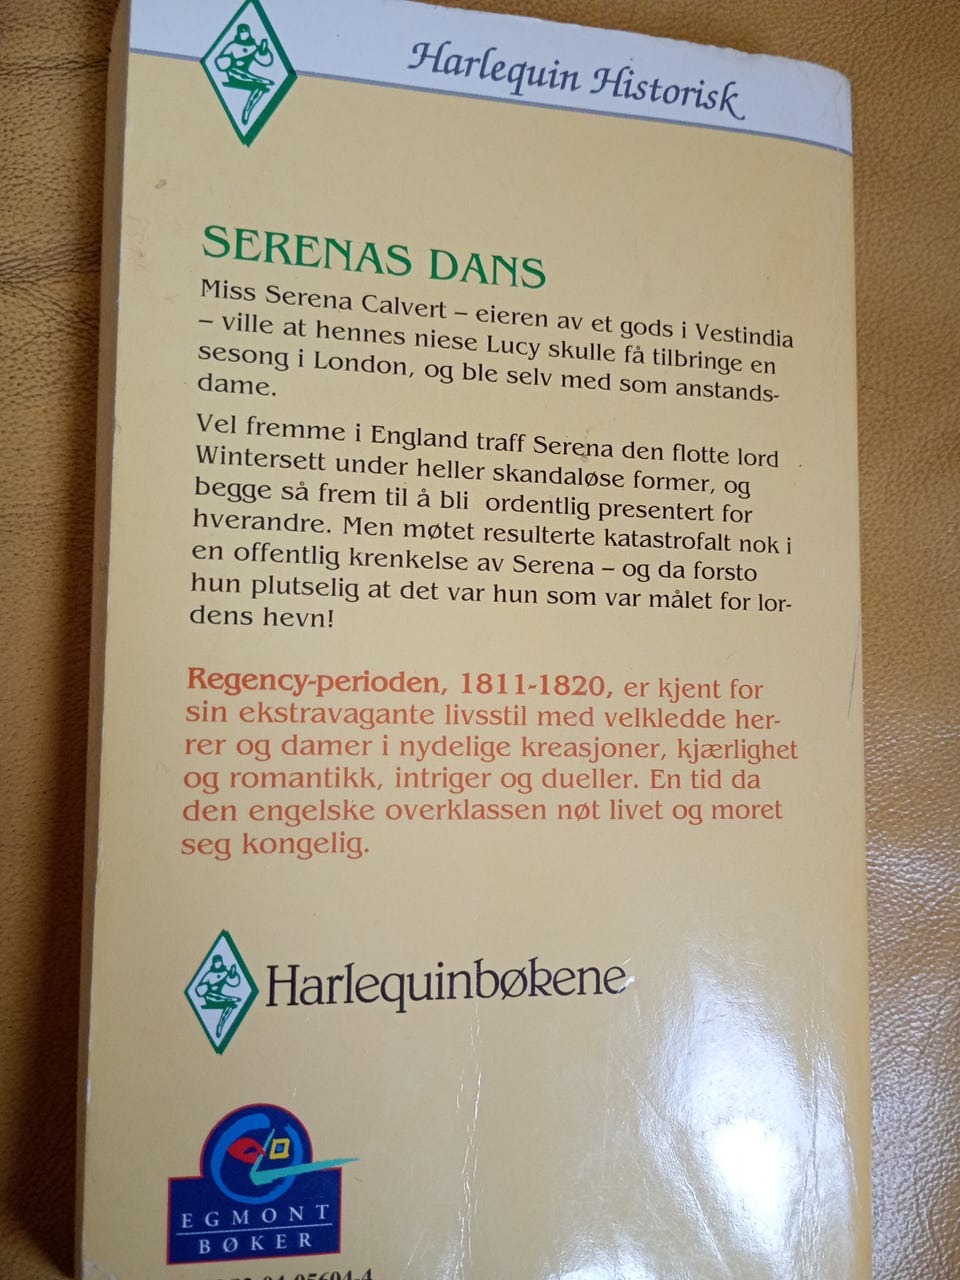 Harlequin Historisk
SERENAS DANS
Miss Serena Calvert – eieren av et gods i Vestindia
– ville at hennes niese Lucy skulle få tilbringe en
sesong i London, og ble selv med som anstands-
dame.
Vel fremme i England traff Serena den flotte lord
Wintersett under heller skandaløse former, og
begge så frem til å bli ordentlig presentert for
hverandre. Men møtet resulterte katastrofalt nok i
en offentlig krenkelse av Serena – og da forsto
hun plutselig at det var hun som var målet for lor-
dens hevn!
Regency-perioden, 1811-1820, er kjent for
sin ekstravagante livsstil med velkledde her-
rer og damer i nydelige kreasjoner, kjærlighet
og romantikk, intriger og dueller. En tid da
den engelske overklassen nøt livet og moret
seg kongelig.
Harlequinbøkene
EGMONT
BØKER
04-05604-4